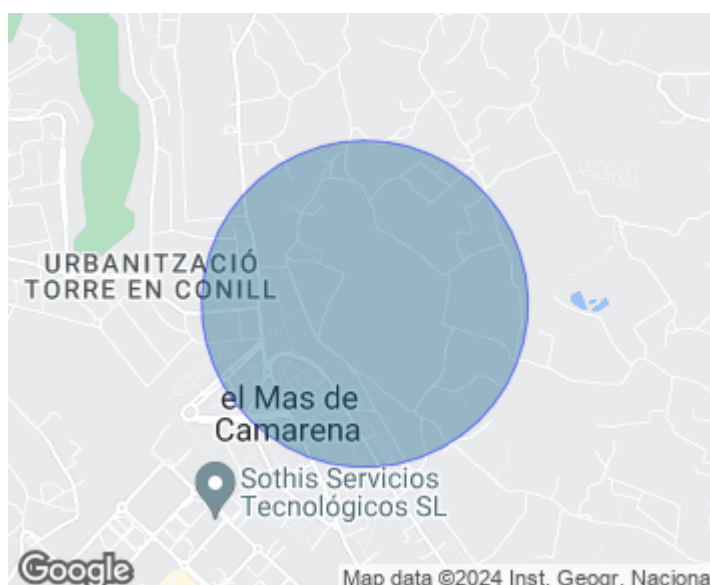 URBANITZACIÓ
TORRE EN CONILL
el Mas de
Camarena
Sothis Servicios
Tecnológicos SL
Google
Map data ©2024 Inst. Geogr. Naciona